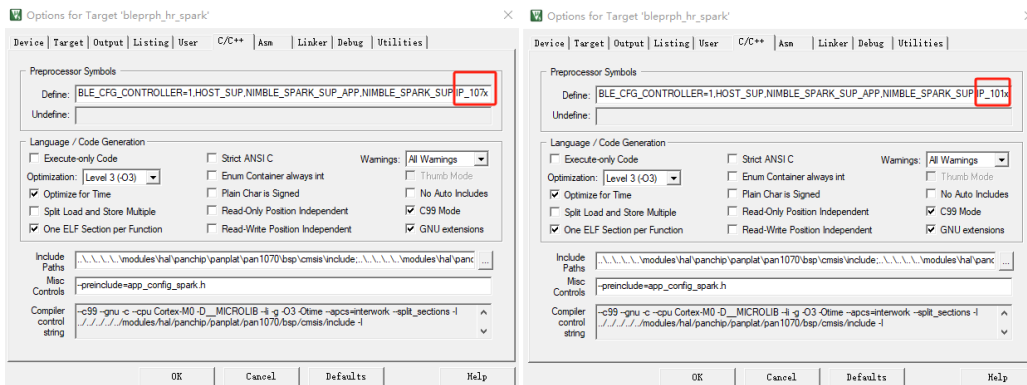 Options for Target 'bleprph_hr_spark'
Device | Target | Output | Listing | User | C/C++ | Asm | Linker | Debug | Utilities
Preprocessor Symbols
Define: BLE_CFG_CONTROLLER=1,HOST_SUP,NIMBLE_SPARK_SUP_APP,NIMBLE_SPARK_SUP,IP_107x
Undefine:
Language / Code Generation
Execute-only Code
Strict ANSI C
Warnings: All Warnings
Optimization: Level 3 (-O3)
Enum Container always int
Thumb Mode
Optimize for Time
Plain Char is Signed
No Auto Includes
Split Load and Store Multiple
Read-Only Position Independent
C99 Mode
One ELF Section per Function
Read-Write Position Independent
GNU extensions
Include Paths ..\..\..\..\..\modules\hal\panchip\panplat\pan1070\bsp\cmsis\include;..\..\..\..\..\modules\hal\panc ...
Misc Controls --preinclude=app_config_spark.h
Compiler control string --c99 --gnu -c --cpu Cortex-M0 -D__MICROLIB --li -g -O3 -Otime --apcs=interwork --split_sections -I
../../../../../modules/hal/panchip/panplat/pan1070/bsp/cmsis/include -I
OK Cancel Defaults Help
Options for Target 'bleprph_hr_spark'
Device | Target | Output | Listing | User | C/C++ | Asm | Linker | Debug | Utilities
Preprocessor Symbols
Define: BLE_CFG_CONTROLLER=1,HOST_SUP,NIMBLE_SPARK_SUP_APP,NIMBLE_SPARK_SUP,IP_101x
Undefine:
Language / Code Generation
Execute-only Code
Strict ANSI C
Warnings: All Warnings
Optimization: Level 3 (-O3)
Enum Container always int
Thumb Mode
Optimize for Time
Plain Char is Signed
No Auto Includes
Split Load and Store Multiple
Read-Only Position Independent
C99 Mode
One ELF Section per Function
Read-Write Position Independent
GNU extensions
Include Paths ..\..\..\..\..\modules\hal\panchip\panplat\pan1070\bsp\cmsis\include;..\..\..\..\..\modules\hal\panc ...
Misc Controls --preinclude=app_config_spark.h
Compiler control string --c99 --gnu -c --cpu Cortex-M0 -D__MICROLIB --li -g -O3 -Otime --apcs=interwork --split_sections -I
../../../../../modules/hal/panchip/panplat/pan1070/bsp/cmsis/include -I
OK Cancel Defaults Help